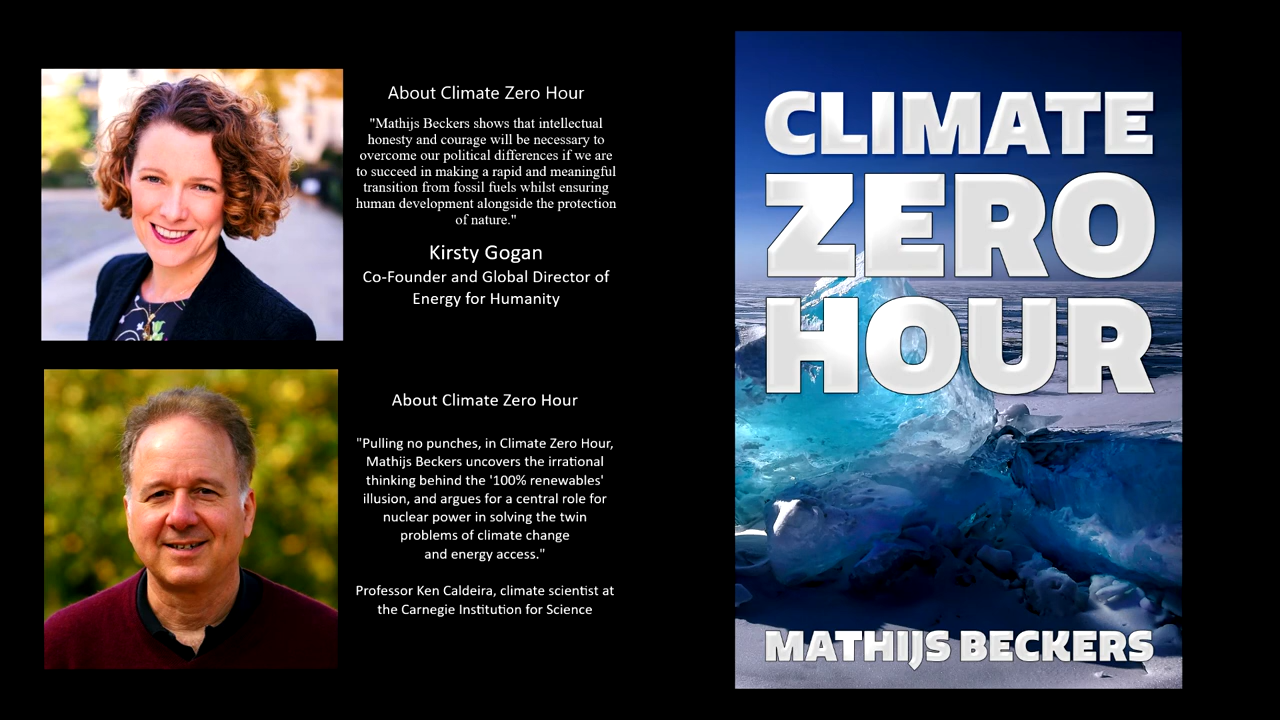 About Climate Zero Hour
"Mathijs Beckers shows that intellectual
honesty and courage will be necessary to
overcome our political differences if we are
to succeed in making a rapid and meaningful
transition from fossil fuels whilst ensuring
human development alongside the protection
of nature."
Kirsty Gogan
Co-Founder and Global Director of
Energy for Humanity
About Climate Zero Hour
"Pulling no punches, in Climate Zero Hour,
Mathijs Beckers uncovers the irrational
thinking behind the '100% renewables'
illusion, and argues for a central role for
nuclear power in solving the twin
problems of climate change
and energy access."
Professor Ken Caldeira, climate scientist at
the Carnegie Institution for Science
CLIMATE
ZERO
HOUR
MATHIJS BECKERS